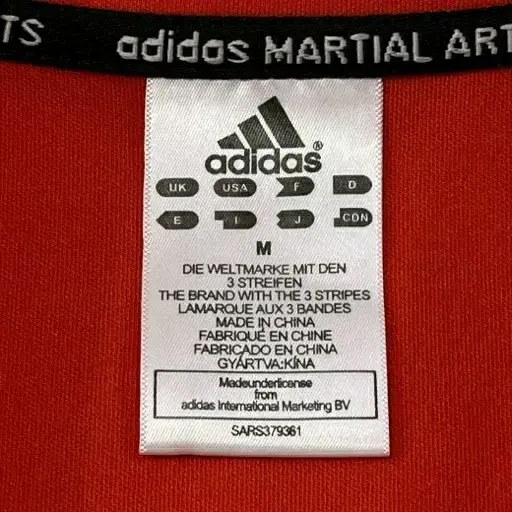 TS adidas MARTIAL ART
adidas®
UK USA F D
E I J CDN
M
DIE WELTMARKE MIT DEN
3 STREIFEN
THE BRAND WITH THE 3 STRIPES
LAMARQUE AUX 3 BANDES
MADE IN CHINA
FABRIQUÉ EN CHINE
FABRICADO EN CHINA
GYÁRTVA:KÍNA
Madeunderlicense
from
adidas International Marketing BV
SARS379361